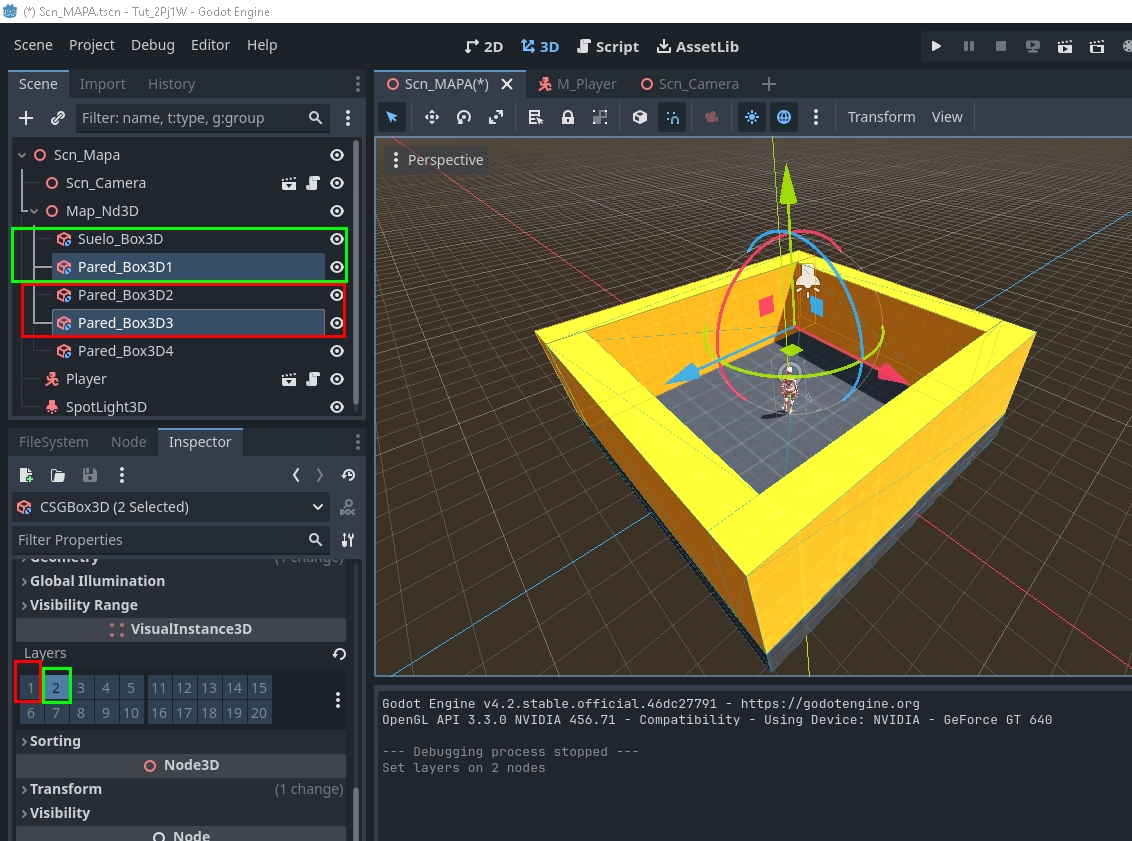 (*) Scn_MAPA.tscn - Tut_2Pj1W - Godot Engine
Scene Project Debug Editor Help
2D 3D Script AssetLib
Scene Import History
Scn_MAPA(*) M_Player Scn_Camera
Filter: name, t:type, g:group
Transform View
Scn_Mapa
Perspective
Scn_Camera
Map_Nd3D
Suelo_Box3D
Pared_Box3D1
Pared_Box3D2
Pared_Box3D3
Pared_Box3D4
Player
SpotLight3D
FileSystem Node Inspector
CSGBox3D (2 Selected)
DOC
Filter Properties
Geometry (1 change)
Global Illumination
Visibility Range
VisualInstance3D
Layers
1 2 3 4 5 11 12 13 14 15
6 7 8 9 10 16 17 18 19 20
Sorting
Node3D
Transform (1 change)
Visibility
Node
Godot Engine v4.2.stable.official.46dc27791 - https://godotengine.org
OpenGL API 3.3.0 NVIDIA 456.71 - Compatibility - Using Device: NVIDIA - GeForce GT 640
--- Debugging process stopped ---
Set layers on 2 nodes